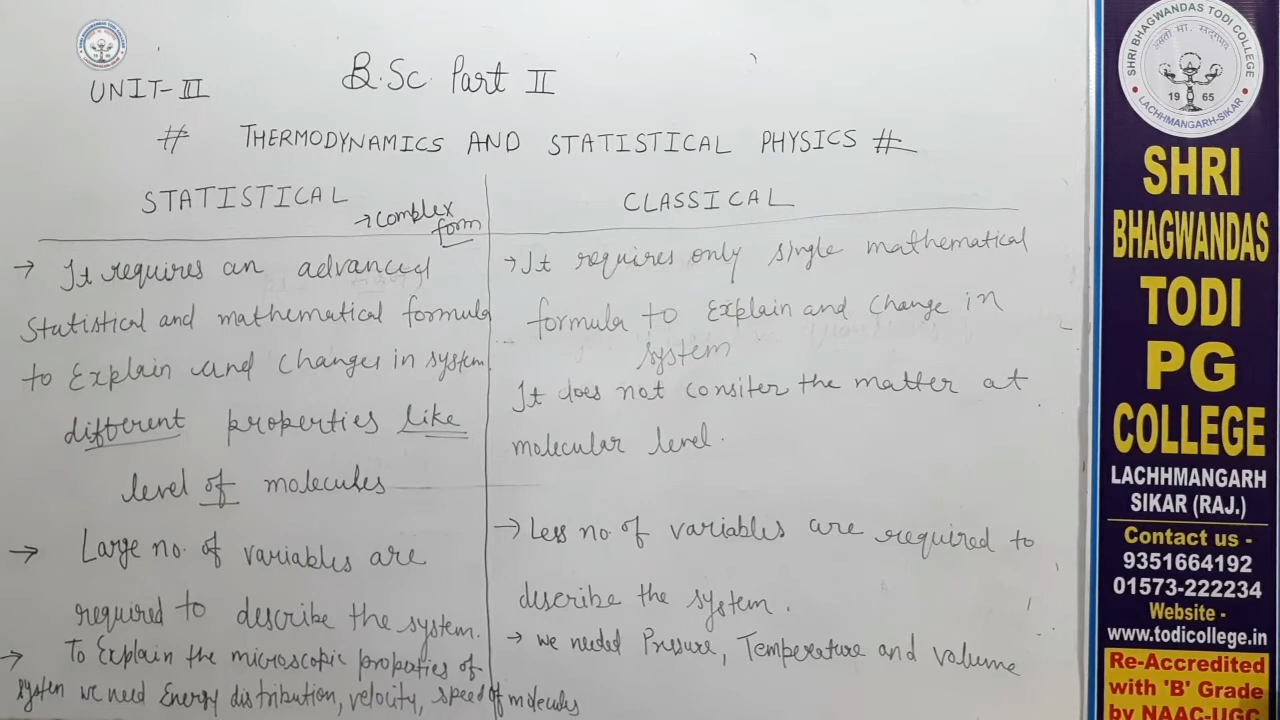 UNIT-III
B.Sc. Part II
# THERMODYNAMICS AND STATISTICAL PHYSICS #
STATISTICAL
→ complex
form
→ It requires an advanced
Statistical and mathematical formula
to Explain and changes in system
different properties like
level of molecules
→ Large no. of variables are
required to describe the system.
→ To Explain the microscopic properties of
system we need Energy distribution, velocity, speed of molecules
CLASSICAL
→ It requires only single mathematical
formula to Explain and change in
system
It does not consiter the matter at
molecular level.
→ Less no. of variables are required to
describe the system.
→ we needed Pressure, Temperature and volume
SHRI BHAGWANDAS TODI COLLEGE
असतो मा. सदगमय
19 65
LACHHMANGARH-SIKAR
SHRI
BHAGWANDAS
TODI
PG
COLLEGE
LACHHMANGARH
SIKAR (RAJ.)
Contact us -
9351664192
01573-222234
Website -
www.todicollege.in
Re-Accredited
with 'B' Grade
by NAAC-UGC